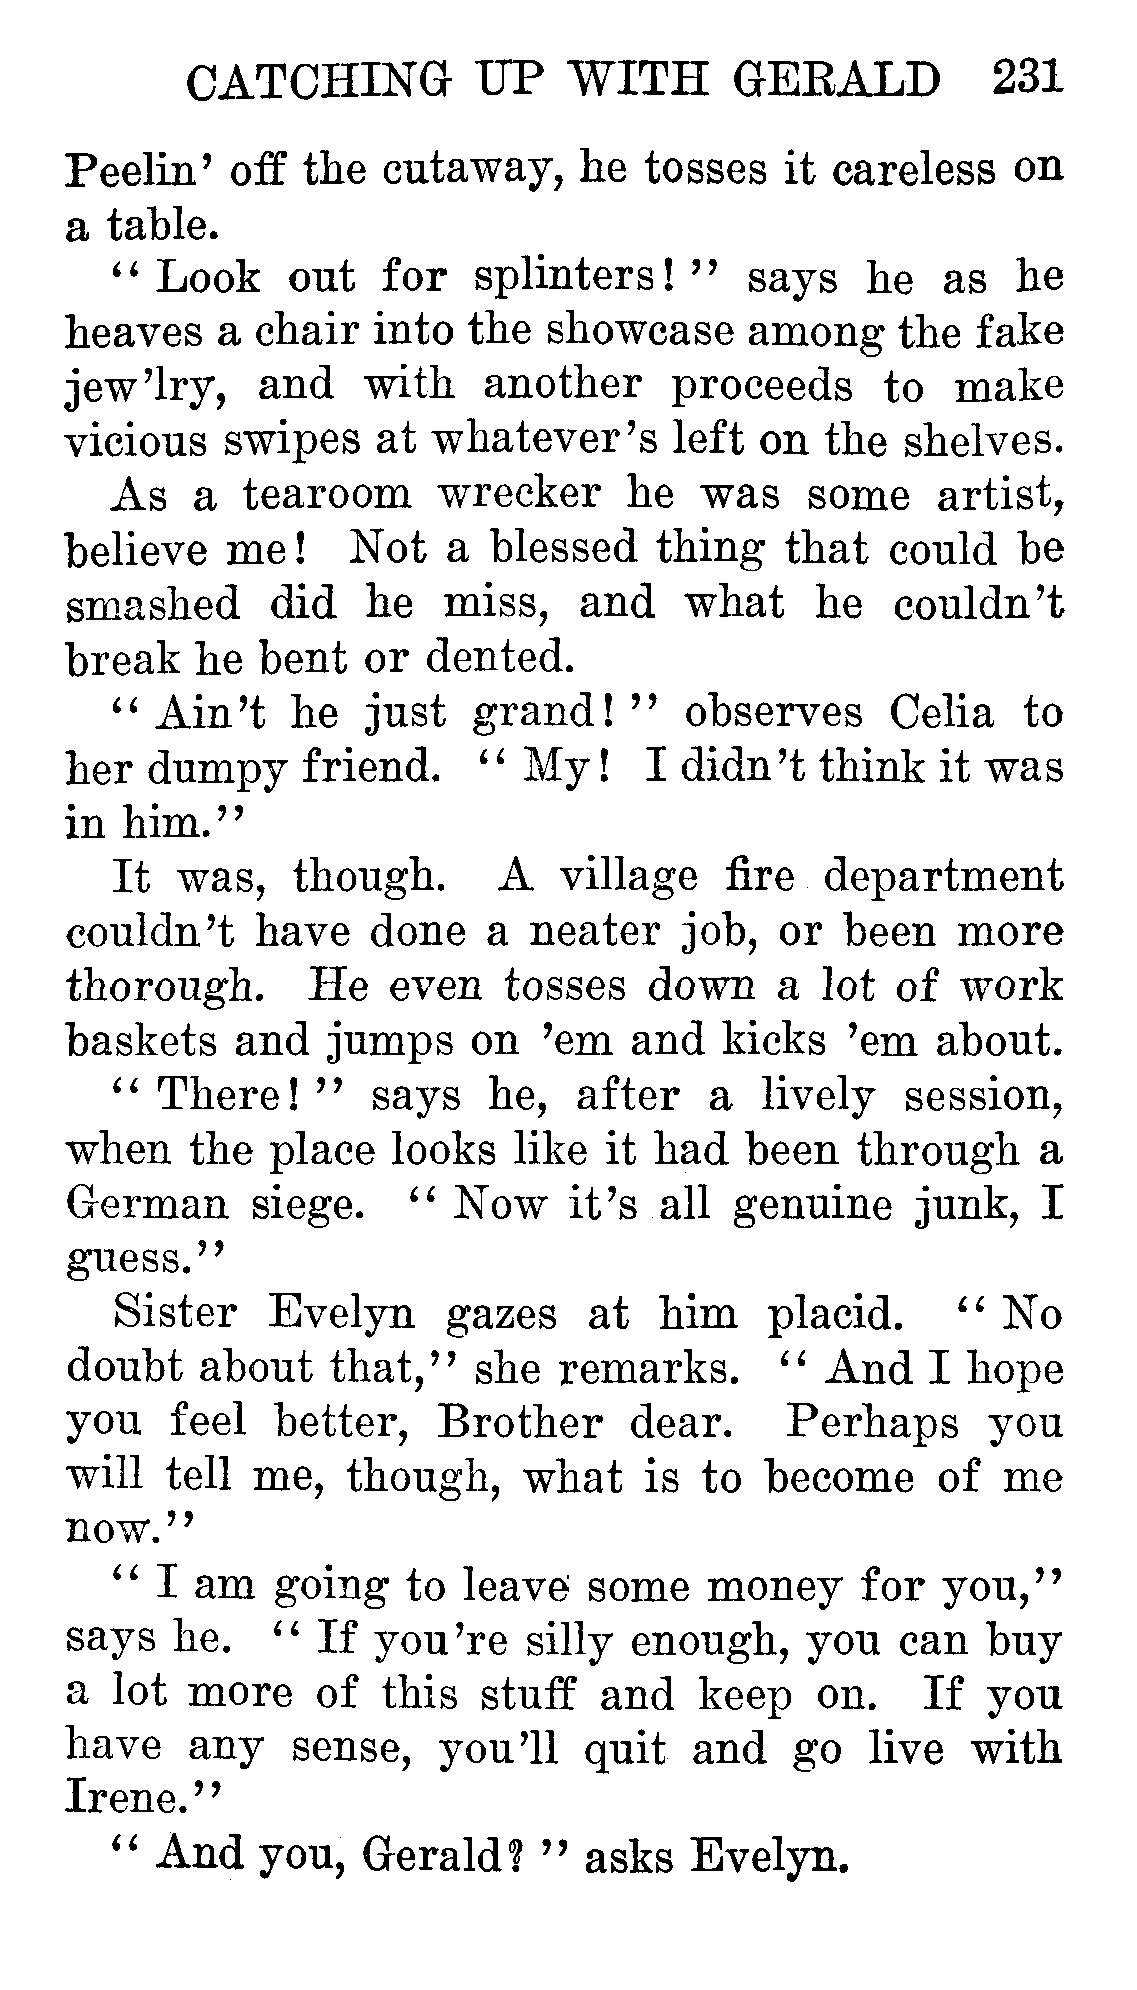 CATCHING UP WITH GERALD 231
Peelin' off the cutaway, he tosses it careless on
a table.
"Look out for splinters!" says he as he
heaves a chair into the showcase among the fake
jew'lry, and with another proceeds to make
vicious swipes at whatever's left on the shelves.
As a tearoom wrecker he was some artist,
believe me! Not a blessed thing that could be
smashed did he miss, and what he couldn't
break he bent or dented.
"Ain't he just grand!" observes Celia to
her dumpy friend. "My! I didn't think it was
in him."
It was, though. A village fire department
couldn't have done a neater job, or been more
thorough. He even tosses down a lot of work
baskets and jumps on 'em and kicks 'em about.
"There!" says he, after a lively session,
when the place looks like it had been through a
German siege. "Now it's all genuine junk, I
guess."
Sister Evelyn gazes at him placid. "No
doubt about that," she remarks. "And I hope
you feel better, Brother dear. Perhaps you
will tell me, though, what is to become of me
now."
"I am going to leave some money for you,"
says he. "If you're silly enough, you can buy
a lot more of this stuff and keep on. If you
have any sense, you'll quit and go live with
Irene."
"And you, Gerald?" asks Evelyn.